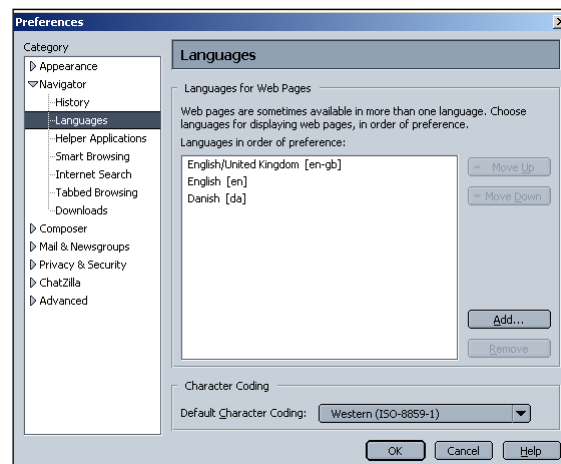 Preferences
Category
Appearance
Navigator
History
Languages
Helper Applications
Smart Browsing
Internet Search
Tabbed Browsing
Downloads
Composer
Mail & Newsgroups
Privacy & Security
ChatZilla
Advanced
Languages
Languages for Web Pages
Web pages are sometimes available in more than one language. Choose
languages for displaying web pages, in order of preference.
Languages in order of preference:
English/United Kingdom [en-gb]
English [en]
Danish [da]
Move Up
Move Down
Add...
Remove
Character Coding
Default Character Coding:
Western (ISO-8859-1)
OK
Cancel
Help